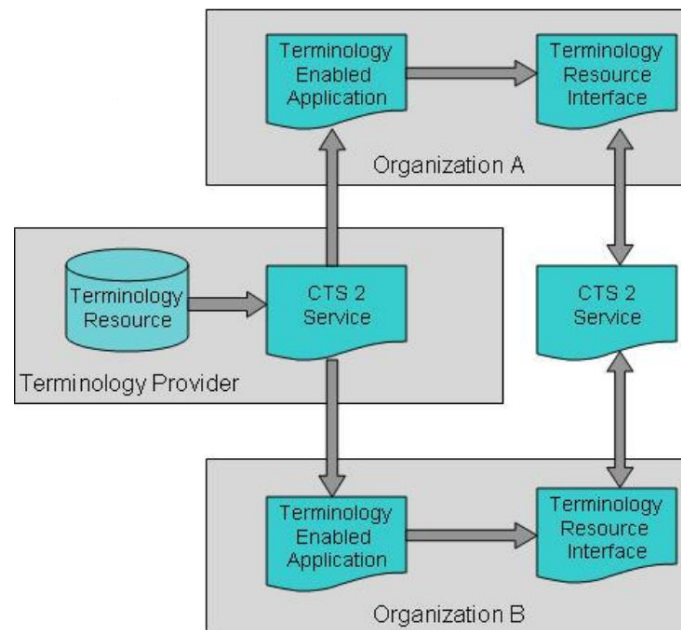 Terminology
Enabled
Application
Terminology
Resource
Interface
Organization A
Terminology
Resource
CTS 2
Service
CTS 2
Service
Terminology Provider
Terminology
Enabled
Application
Terminology
Resource
Interface
Organization B